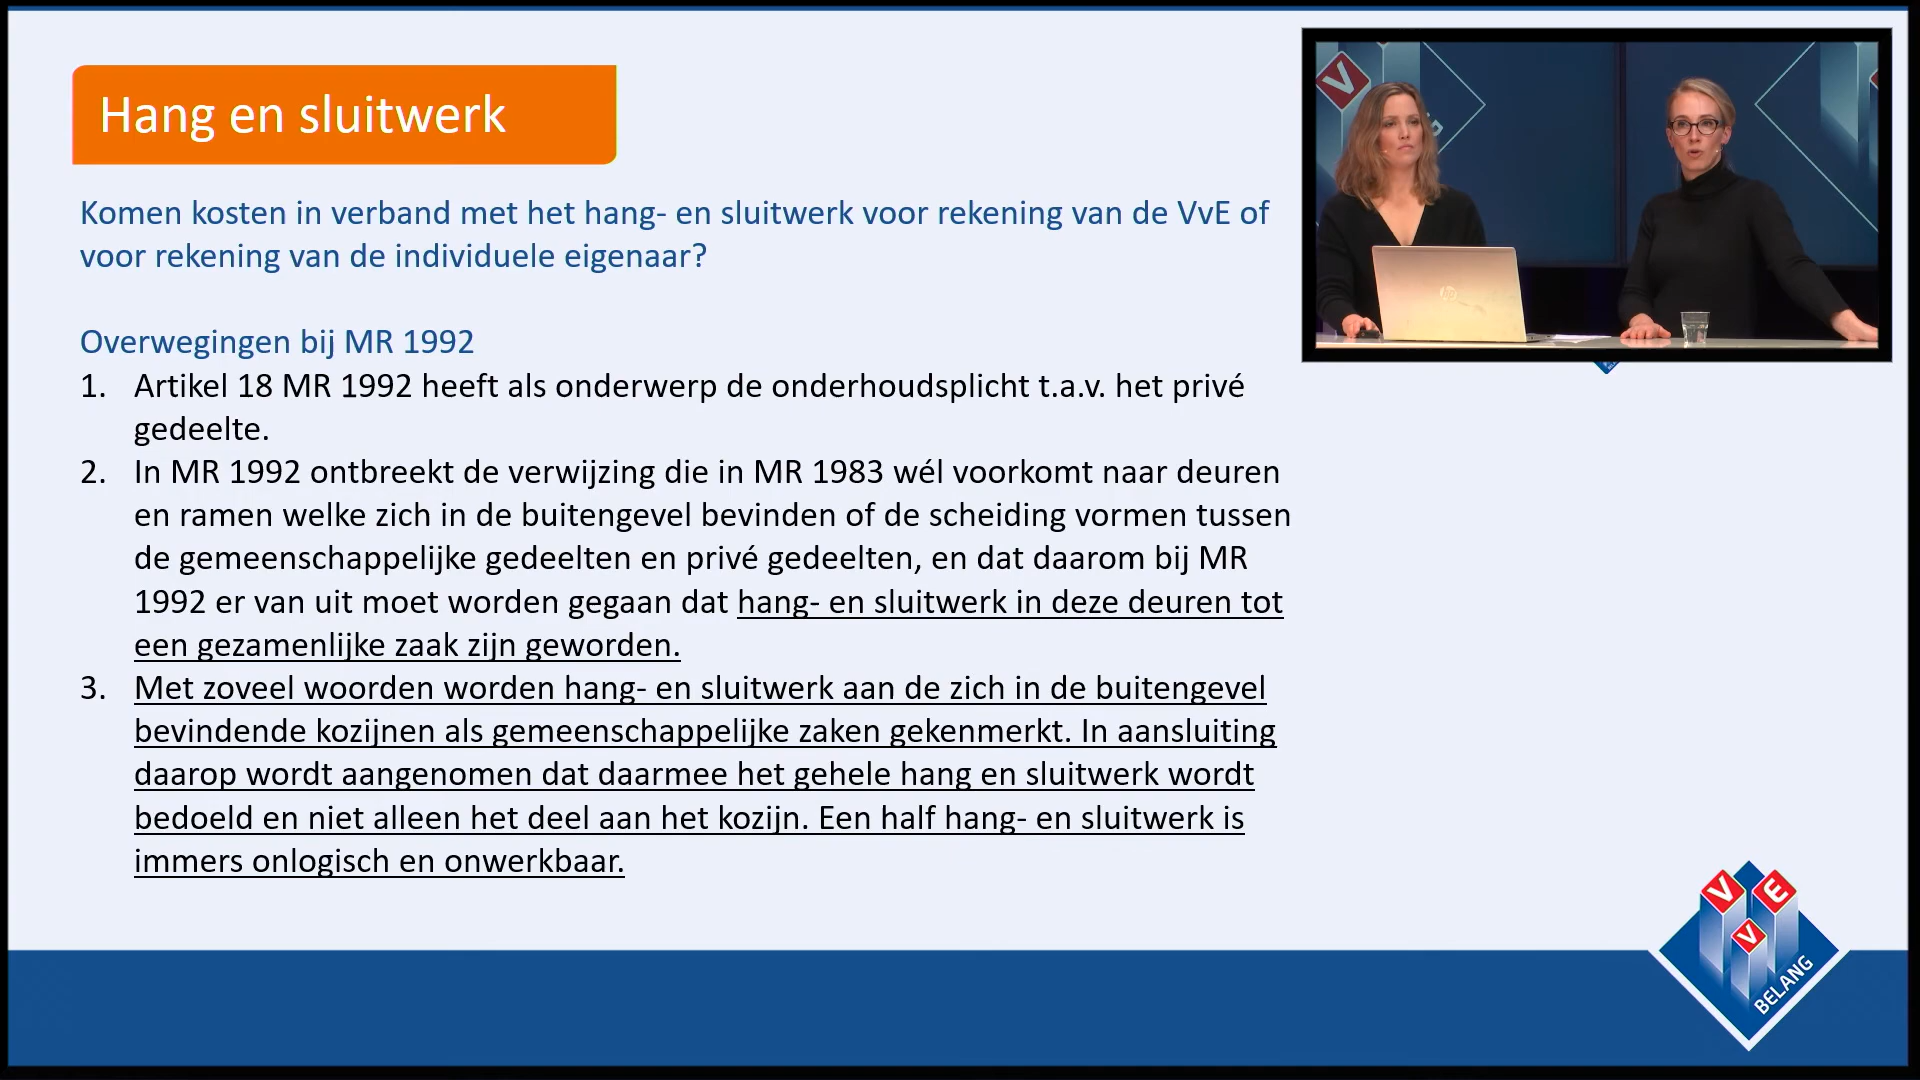 Hang en sluitwerk
Komen kosten in verband met het hang- en sluitwerk voor rekening van de VvE of
voor rekening van de individuele eigenaar?
Overwegingen bij MR 1992
1. Artikel 18 MR 1992 heeft als onderwerp de onderhoudsplicht t.a.v. het privé
gedeelte.
2. In MR 1992 ontbreekt de verwijzing die in MR 1983 wél voorkomt naar deuren
en ramen welke zich in de buitengevel bevinden of de scheiding vormen tussen
de gemeenschappelijke gedeelten en privé gedeelten, en dat daarom bij MR
1992 er van uit moet worden gegaan dat hang- en sluitwerk in deze deuren tot
een gezamenlijke zaak zijn geworden.
3. Met zoveel woorden worden hang- en sluitwerk aan de zich in de buitengevel
bevindende kozijnen als gemeenschappelijke zaken gekenmerkt. In aansluiting
daarop wordt aangenomen dat daarmee het gehele hang en sluitwerk wordt
bedoeld en niet alleen het deel aan het kozijn. Een half hang- en sluitwerk is
immers onlogisch en onwerkbaar.
V
hp
V V E
BELANG